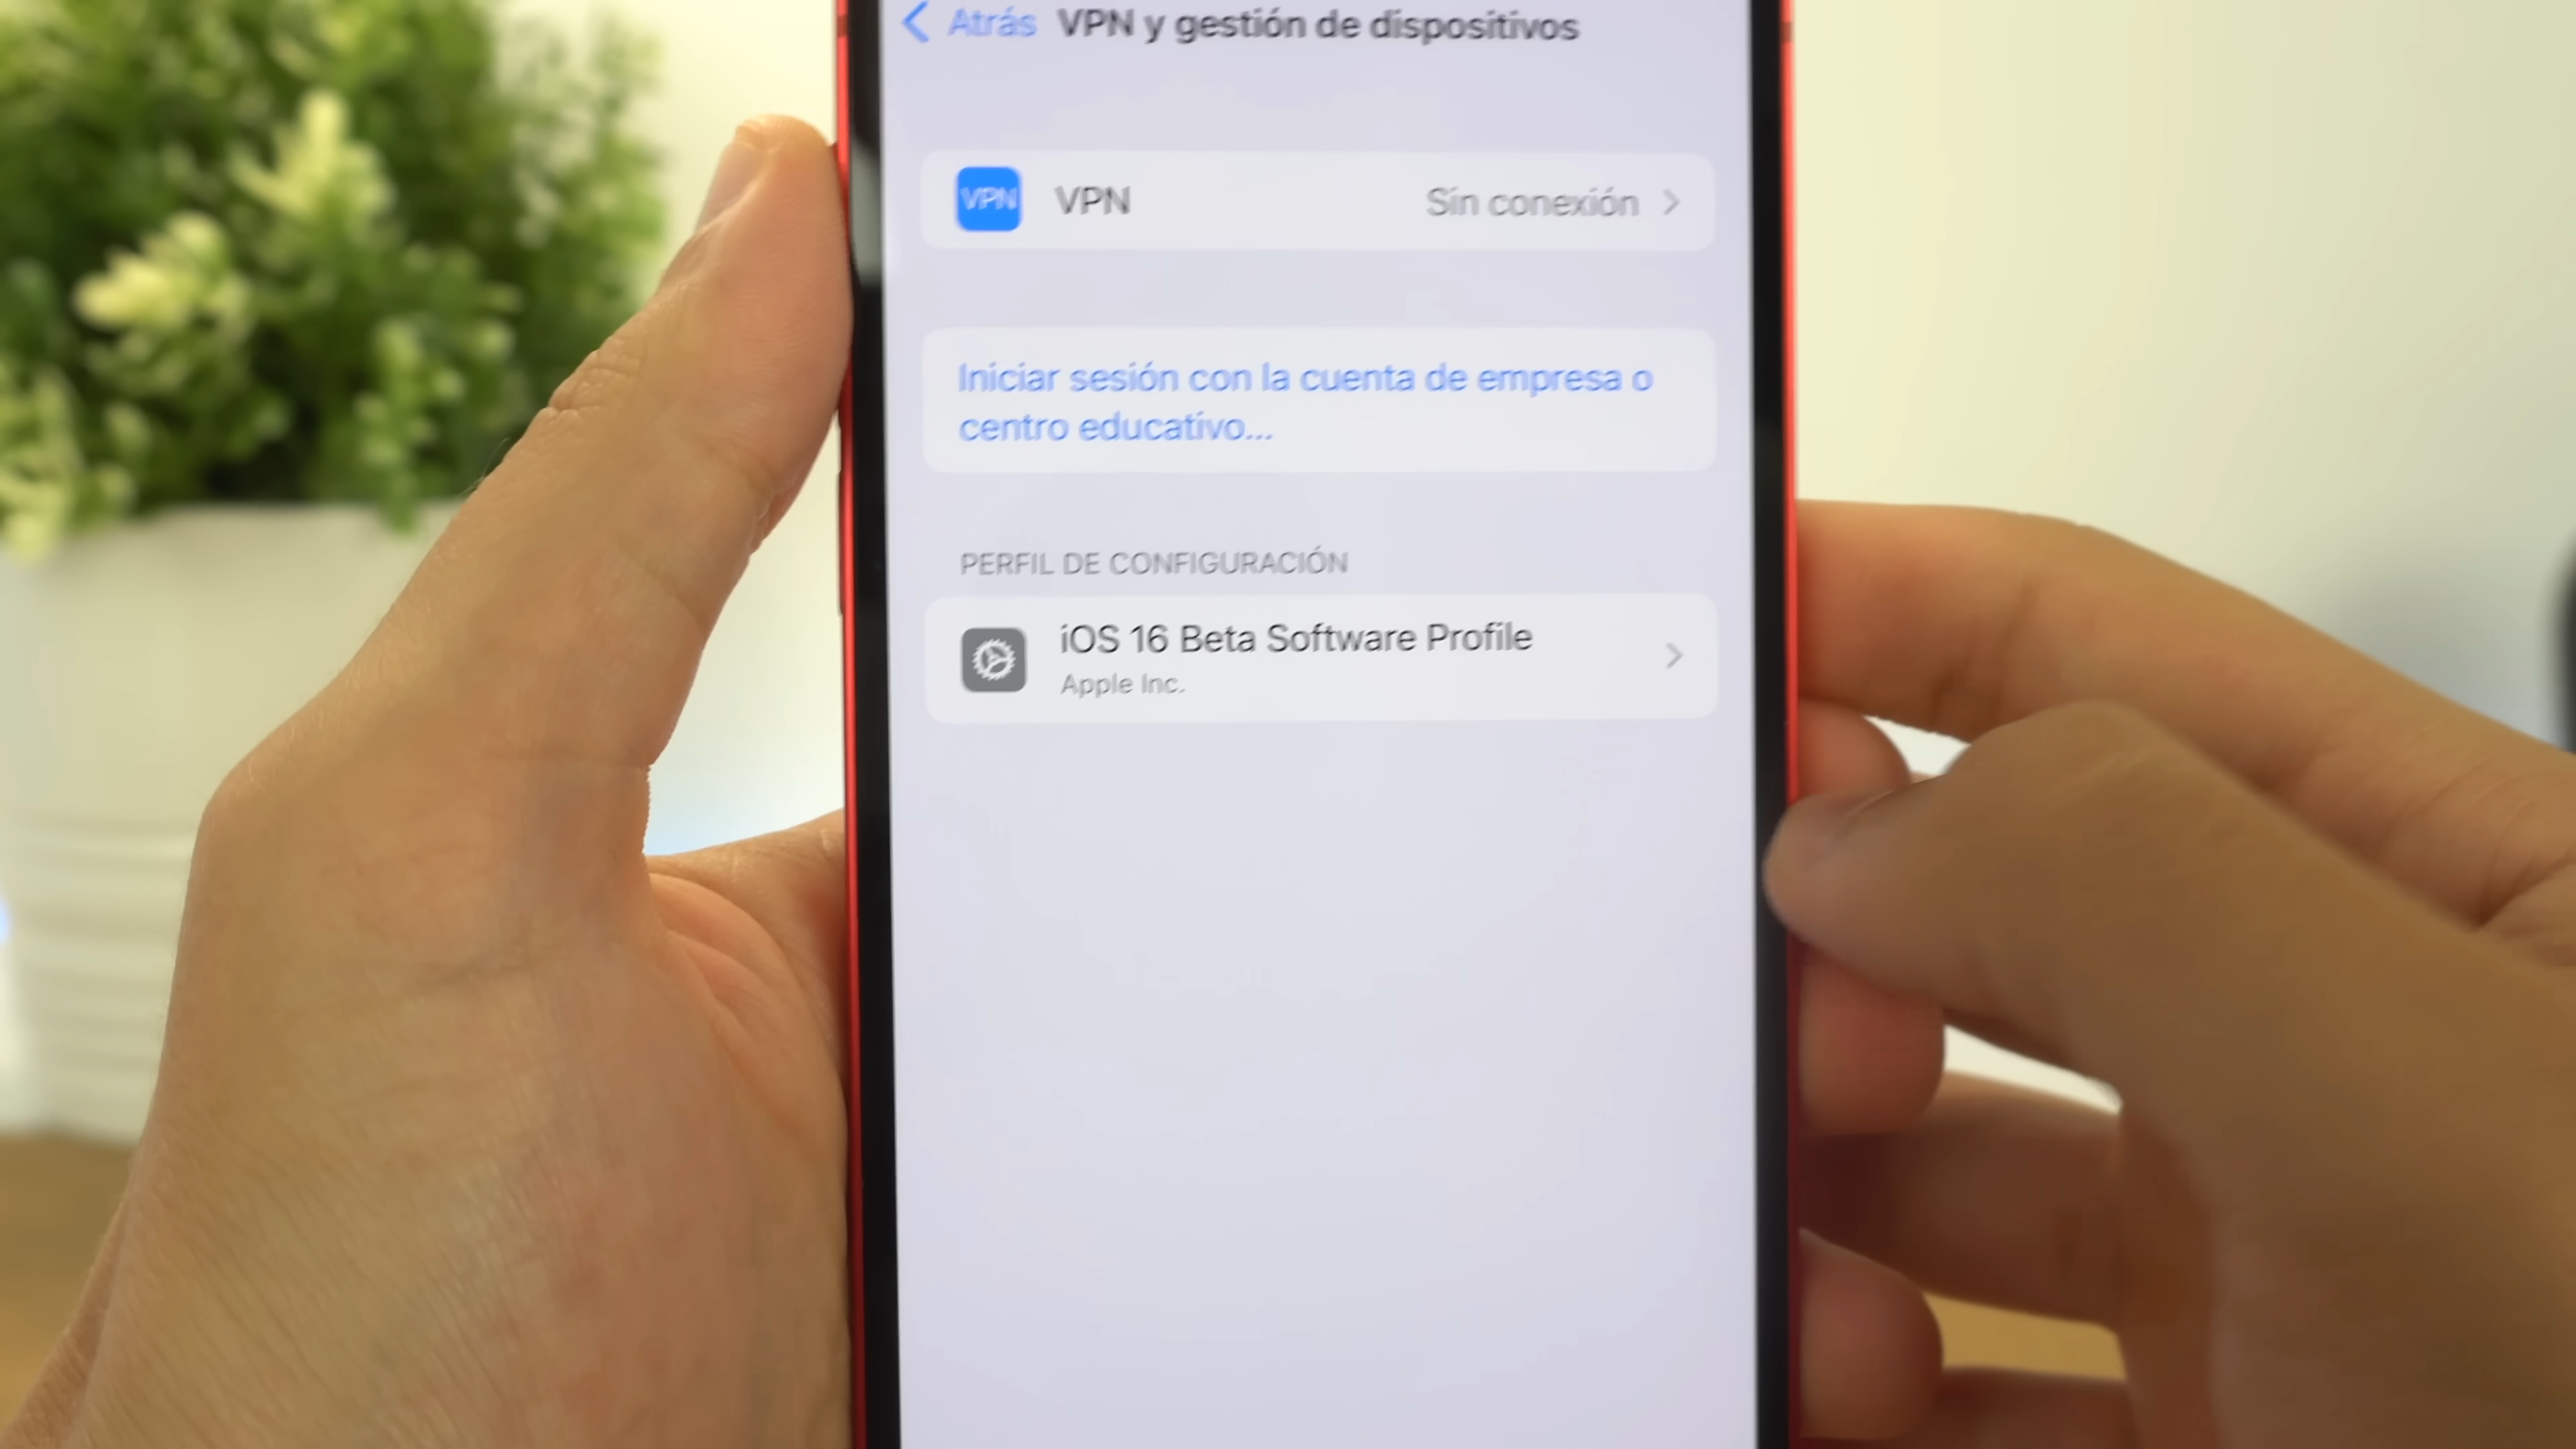 Atrás VPN y gestión de dispositivos
VPN VPN Sin conexión
Iniciar sesión con la cuenta de empresa o
centro educativo...
PERFIL DE CONFIGURACIÓN
iOS 16 Beta Software Profile
Apple Inc.